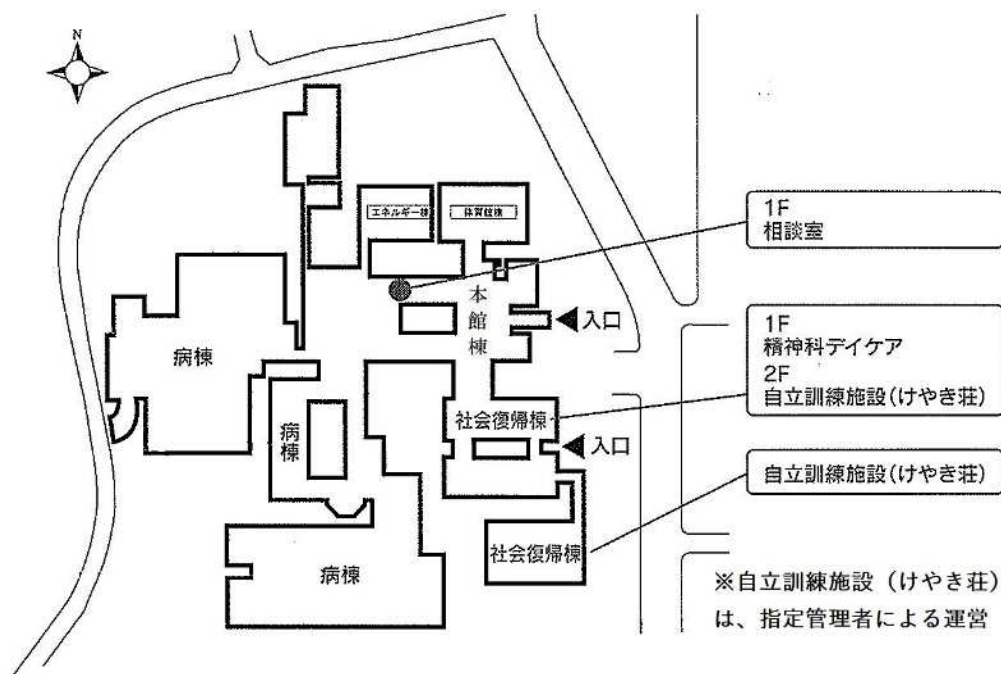 N
エネルギー棟
体育館棟
1F
相談室
本館棟
入口
1F
精神科デイケア
2F
自立訓練施設(けやき荘)
病棟
社会復帰棟
病棟
入口
自立訓練施設(けやき荘)
社会復帰棟
病棟
※自立訓練施設（けやき荘）
は、指定管理者による運営